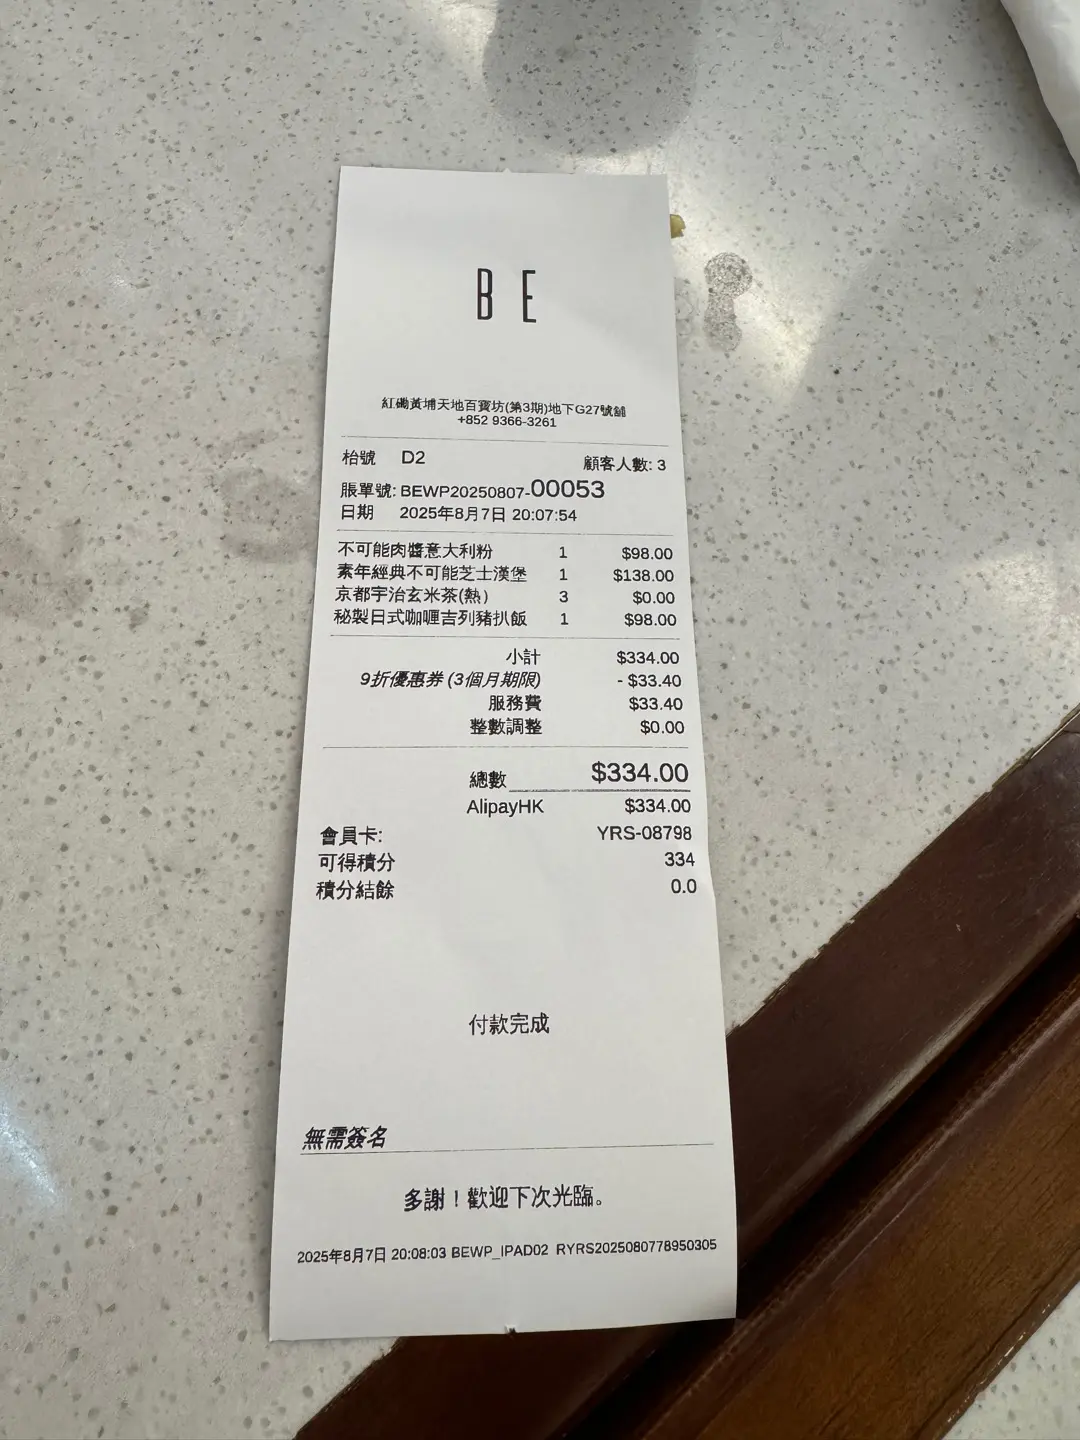 B E
紅磡黃埔天地百寶坊(第3期)地下G27號舖
+852 9366-3261
枱號 D2 顧客人數: 3
賬單號: BEWP20250807-00053
日期 2025年8月7日 20:07:54
不可能肉醬意大利粉 1 $98.00
素年經典不可能芝士漢堡 1 $138.00
京都宇治玄米茶(熱) 3 $0.00
秘製日式咖喱吉列豬扒飯 1 $98.00
小計 $334.00
9折優惠券 (3個月期限) - $33.40
服務費 $33.40
整數調整 $0.00
總數 $334.00
AlipayHK $334.00
會員卡: YRS-08798
可得積分 334
積分結餘 0.0
付款完成
無需簽名
多謝！歡迎下次光臨。
2025年8月7日 20:08:03 BEWP_IPAD02 RYRS2025080778950305